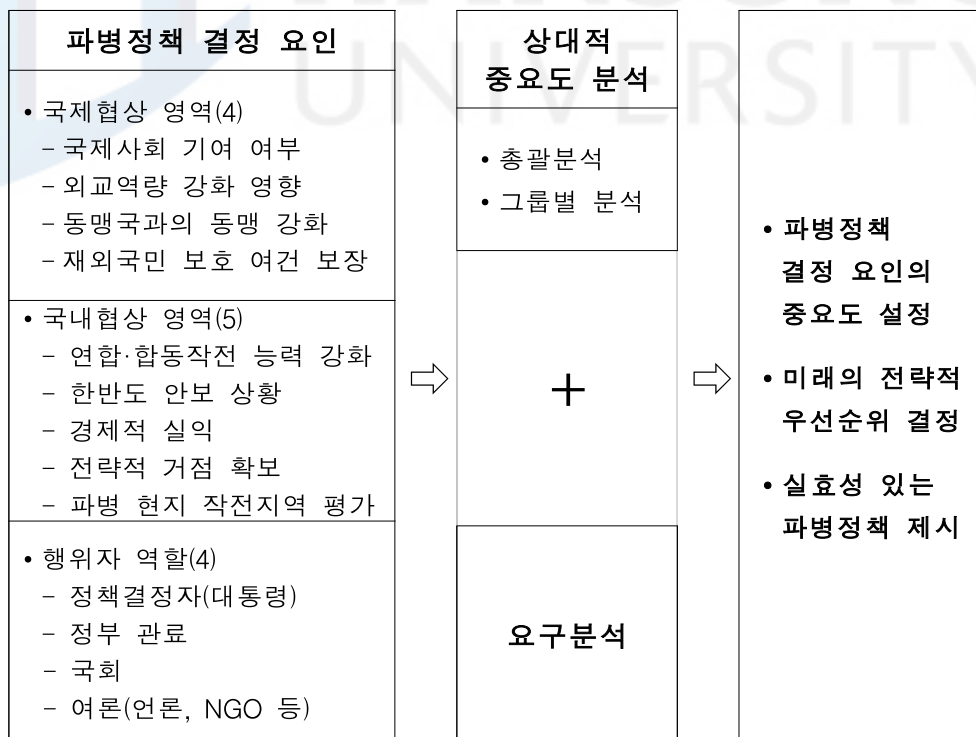 UNIVERSITY
파병정책 결정 요인
• 국제협상 영역(4)
– 국제사회 기여 여부
– 외교역량 강화 영향
– 동맹국과의 동맹 강화
– 재외국민 보호 여건 보장
• 국내협상 영역(5)
– 연합·합동작전 능력 강화
– 한반도 안보 상황
– 경제적 실익
– 전략적 거점 확보
– 파병 현지 작전지역 평가
• 행위자 역할(4)
– 정책결정자(대통령)
– 정부 관료
– 국회
– 여론(언론, NGO 등)
⇨
상대적
중요도 분석
• 총괄분석
• 그룹별 분석
+
요구분석
⇨
• 파병정책
결정 요인의
중요도 설정
• 미래의 전략적
우선순위 결정
• 실효성 있는
파병정책 제시